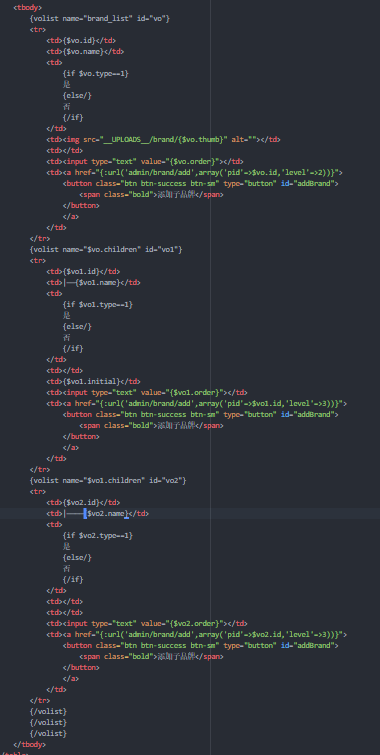 <tbody>
{volist name="brand_list" id="vo"}
<tr>
<td>{$vo.id}</td>
<td>{$vo.name}</td>
<td>
{if $vo.type==1}
是
{else/}
否
{/if}
</td>
<td><img src="__UPLOADS__/brand/{$vo.thumb}" alt=""></td>
<td></td>
<td><input type="text" value="{$vo.order}"></td>
<td><a href="{:url('admin/brand/add',array('pid'=>$vo.id,'level'=>2))}">
<button class="btn btn-success btn-sm" type="button" id="addBrand">
<span class="bold">添加子品牌</span>
</button>
</a>
</td>
</tr>
{volist name="$vo.children" id="vo1"}
<tr>
<td>{$vo1.id}</td>
<td>|——{$vo1.name}</td>
<td>
{if $vo1.type==1}
是
{else/}
否
{/if}
</td>
<td></td>
<td>{$vo1.initial}</td>
<td><input type="text" value="{$vo1.order}"></td>
<td><a href="{:url('admin/brand/add',array('pid'=>$vo1.id,'level'=>3))}">
<button class="btn btn-success btn-sm" type="button" id="addBrand">
<span class="bold">添加子品牌</span>
</button>
</a>
</td>
</tr>
{volist name="$vo1.children" id="vo2"}
<tr>
<td>{$vo2.id}</td>
<td>|————{$vo2.name}</td>
<td>
{if $vo2.type==1}
是
{else/}
否
{/if}
</td>
<td></td>
<td></td>
<td><input type="text" value="{$vo2.order}"></td>
<td><a href="{:url('admin/brand/add',array('pid'=>$vo2.id,'level'=>3))}">
<button class="btn btn-success btn-sm" type="button" id="addBrand">
<span class="bold">添加子品牌</span>
</button>
</a>
</td>
</tr>
{/volist}
{/volist}
{/volist}
</tbody>